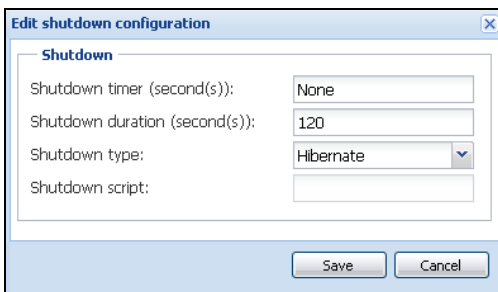 Edit shutdown configuration
Shutdown
Shutdown timer (second(s)): None
Shutdown duration (second(s)): 120
Shutdown type: Hibernate
Shutdown script:
Save Cancel